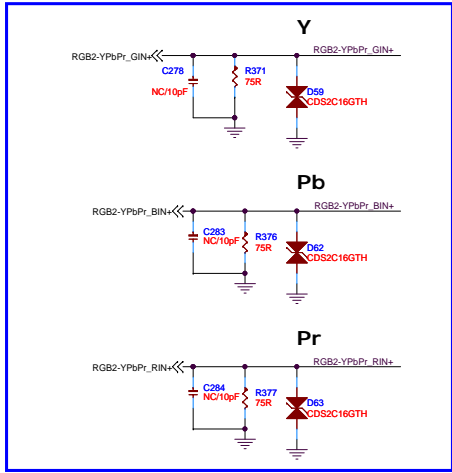 Y
RGB2-YPbPr_GIN+
RGB2-YPbPr_GIN+
C278
NC/10pF
R371
75R
D59
CDS2C16GTH
Pb
RGB2-YPbPr_BIN+
RGB2-YPbPr_BIN+
C283
NC/10pF
R376
75R
D62
CDS2C16GTH
Pr
RGB2-YPbPr_RIN+
RGB2-YPbPr_RIN+
C284
NC/10pF
R377
75R
D63
CDS2C16GTH